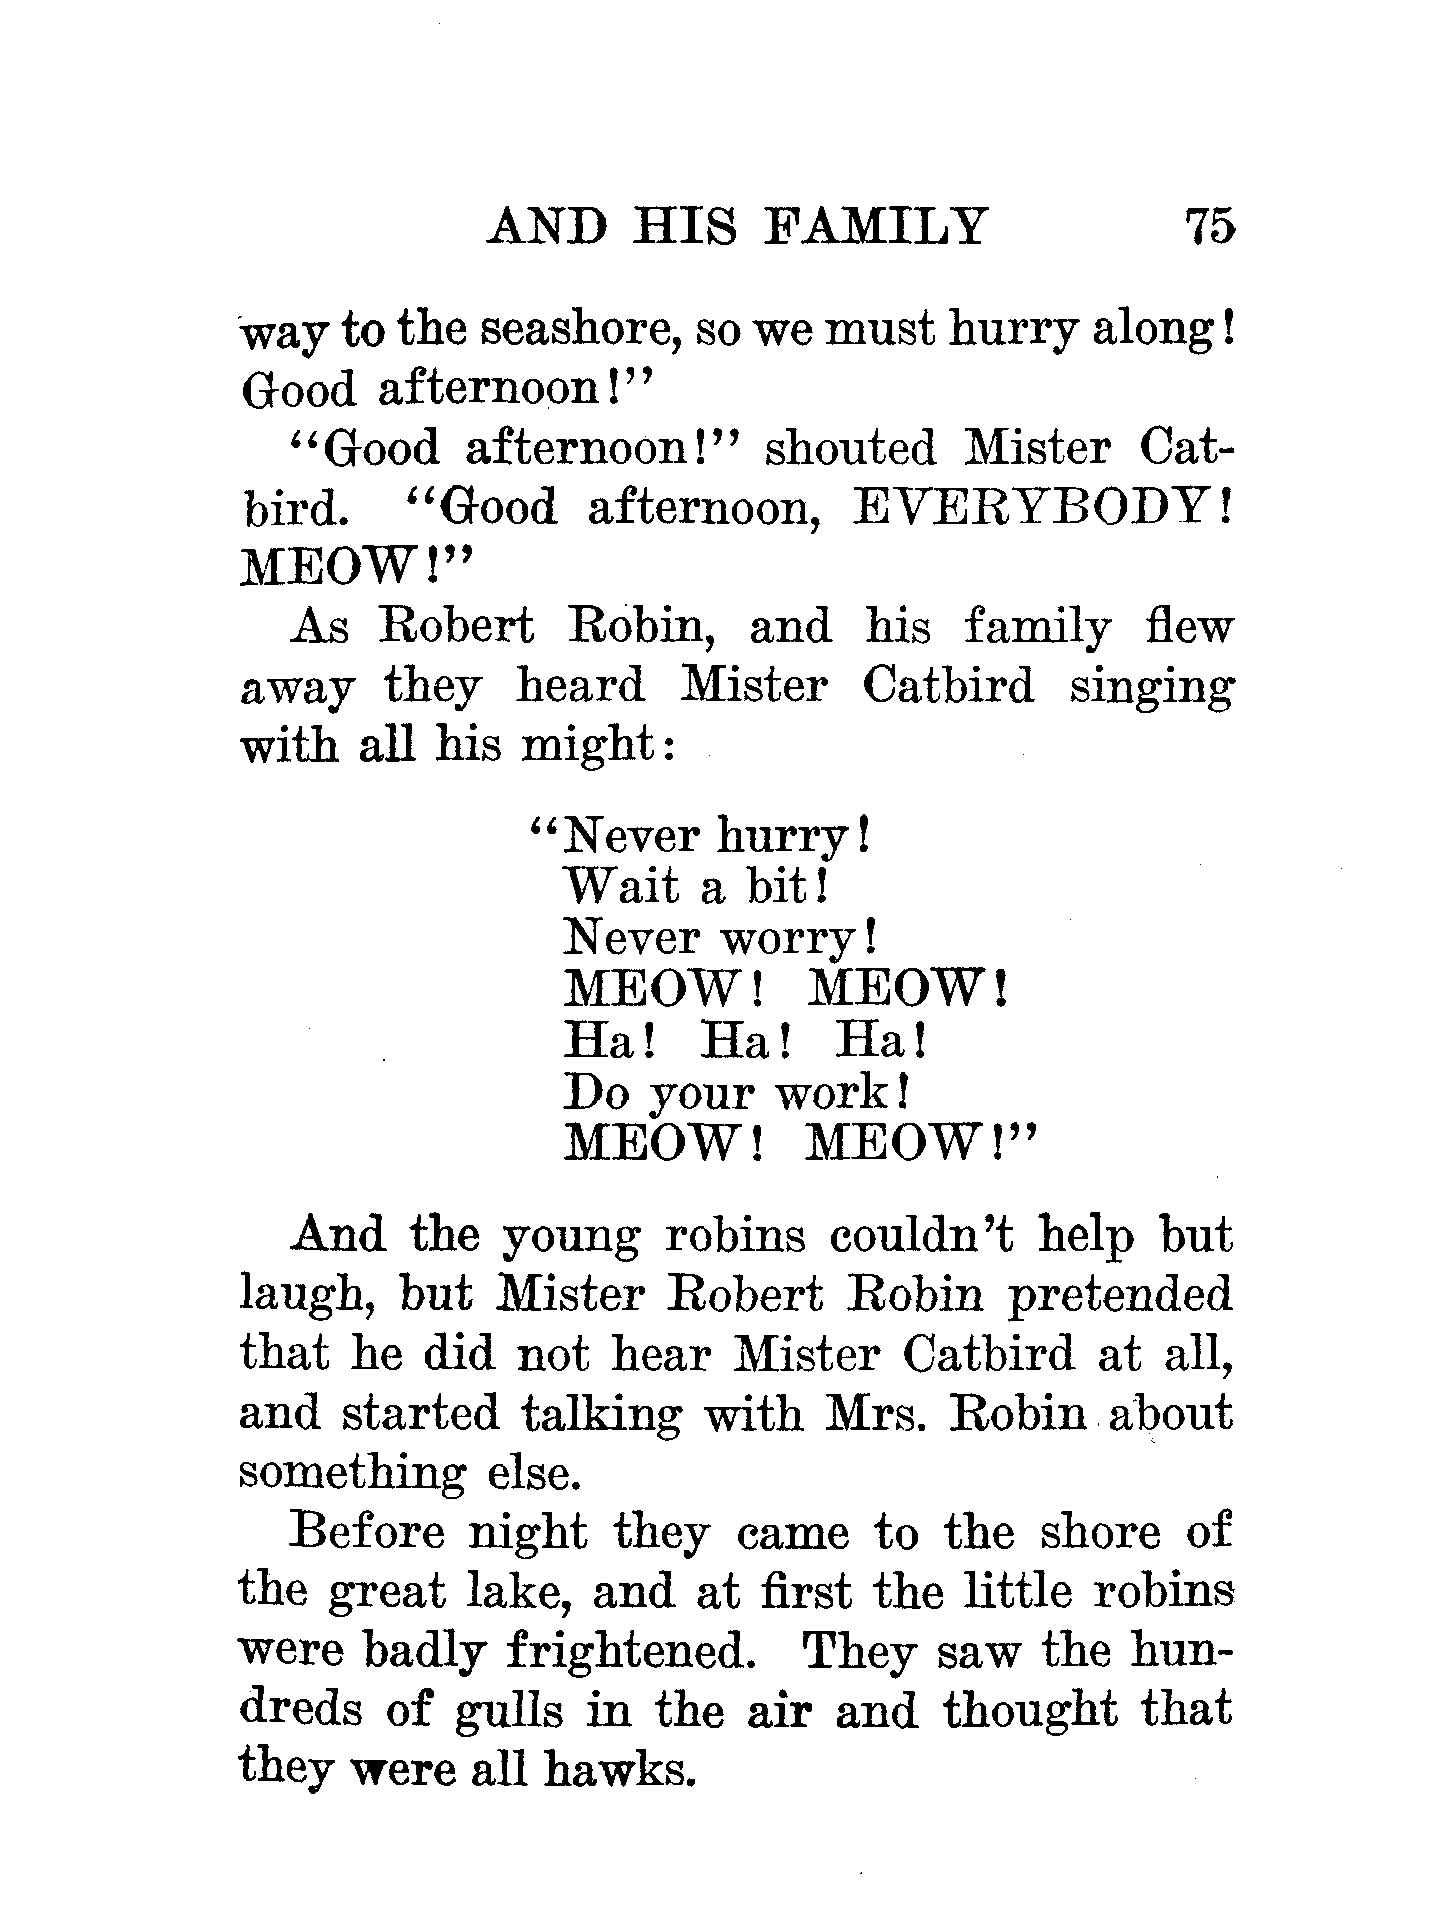 AND HIS FAMILY 75
way to the seashore, so we must hurry along!
Good afternoon!"
"Good afternoon!" shouted Mister Cat-
bird. "Good afternoon, EVERYBODY!
MEOW!"
As Robert Robin, and his family flew
away they heard Mister Catbird singing
with all his might:
"Never hurry!
Wait a bit!
Never worry!
MEOW! MEOW!
Ha! Ha! Ha!
Do your work!
MEOW! MEOW!"
And the young robins couldn't help but
laugh, but Mister Robert Robin pretended
that he did not hear Mister Catbird at all,
and started talking with Mrs. Robin about
something else.
Before night they came to the shore of
the great lake, and at first the little robins
were badly frightened. They saw the hun-
dreds of gulls in the air and thought that
they were all hawks.